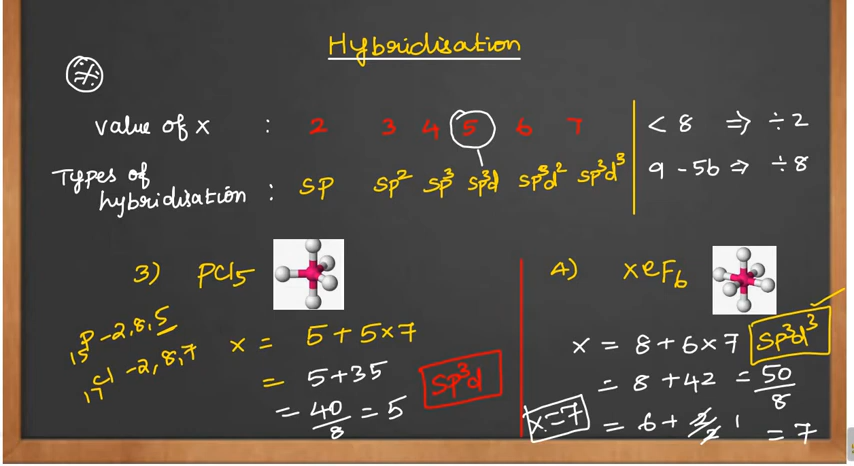 Hybridisation
Value of x : 2 3 4 5 6 7
Types of hybridisation : sp sp² sp³ sp³d sp³d² sp³d³
< 8 ⇒ ÷2
9 - 56 ⇒ ÷8
3) PCl5
15P - 2,8,5
17Cl - 2,8,7
x = 5 + 5×7
= 5+35
= 40/8 = 5
sp³d
4) XeF6
x = 8 + 6×7
sp³d³
= 8 + 42 = 50/8
= 6 + 2/2 1 = 7
x=7